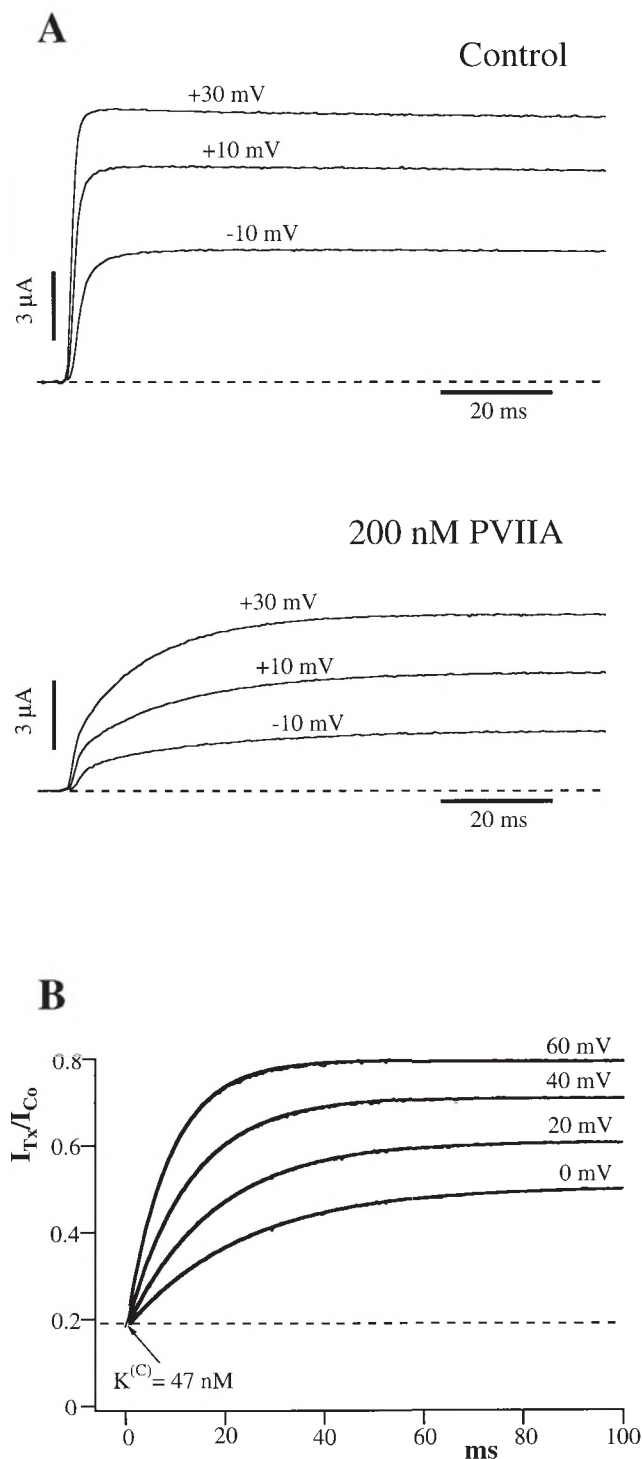 A
Control
+30 mV
+10 mV
-10 mV
3 µA
20 ms
200 nM PVIIA
+30 mV
+10 mV
-10 mV
3 µA
20 ms
B
I_Tx/I_Co
0.8
0.6
0.4
0.2
0
60 mV
40 mV
20 mV
0 mV
K^(C) = 47 nM
0
20
40
60
80
100
ms